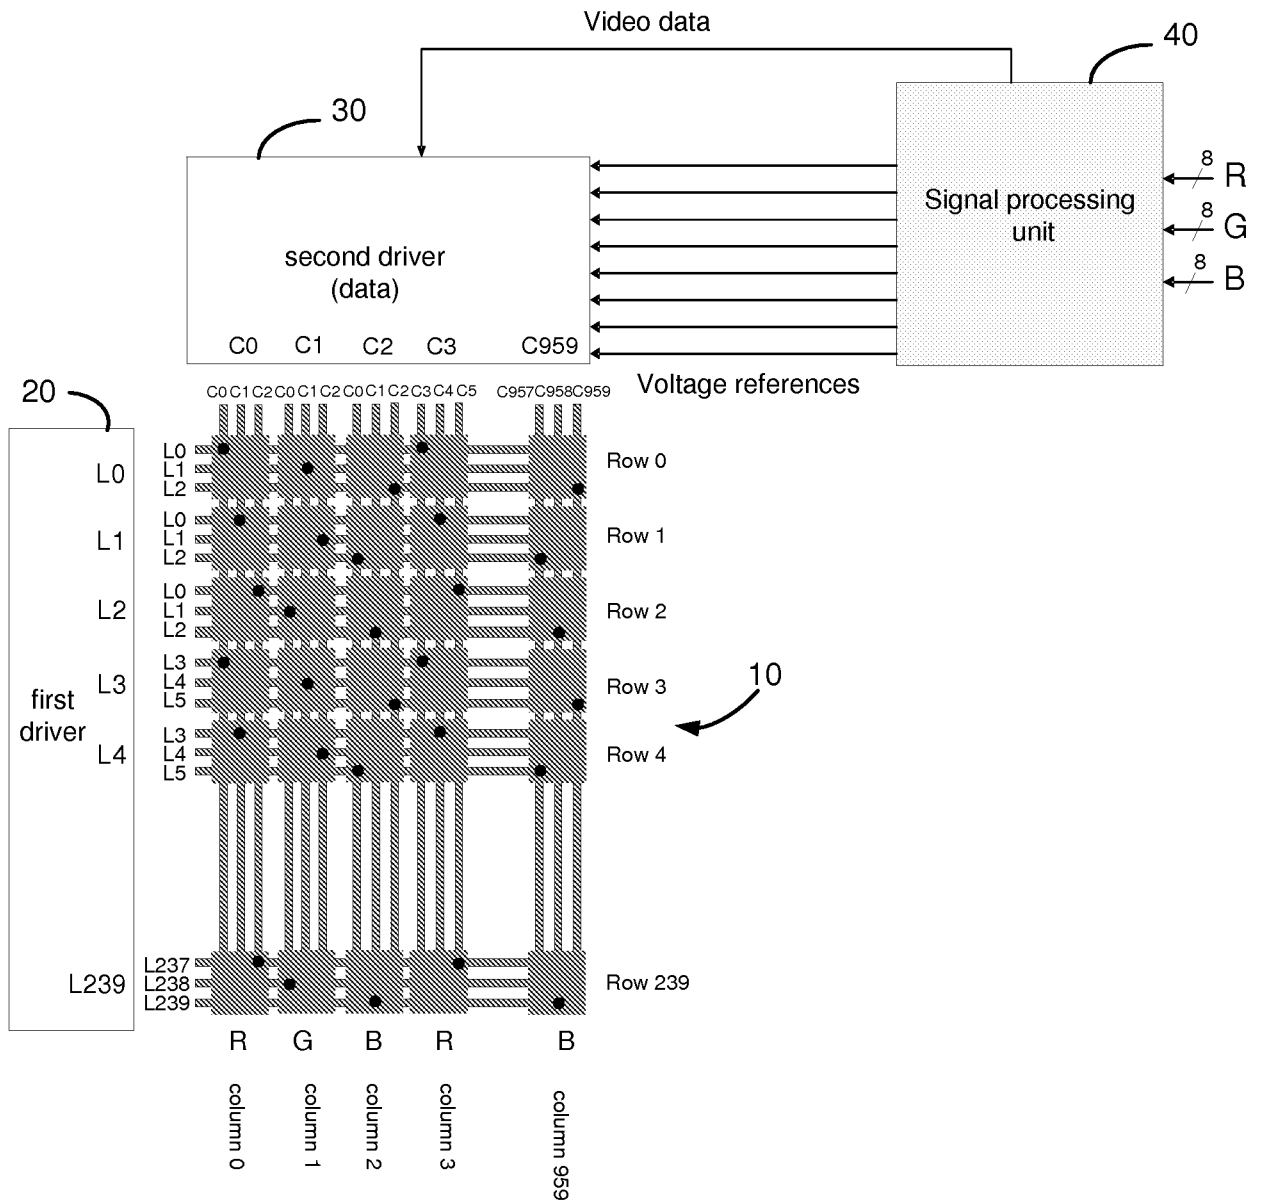 Video data
40
30
8 R
Signal processing
unit
8 G
8 B
second driver
(data)
C0 C1 C2 C3 C959
Voltage references
20
C0 C1 C2 C0 C1 C2 C0 C1 C2 C3 C4 C5 C957 C958 C959
L0
L0
L1
L2
Row 0
L1
L0
L1
L2
Row 1
L2
L0
L1
L2
Row 2
L3
L3
L4
L5
Row 3
10
first
driver
L4
L3
L4
L5
Row 4
L239
L237
L238
L239
Row 239
R G B R B
column 0
column 1
column 2
column 3
column 959